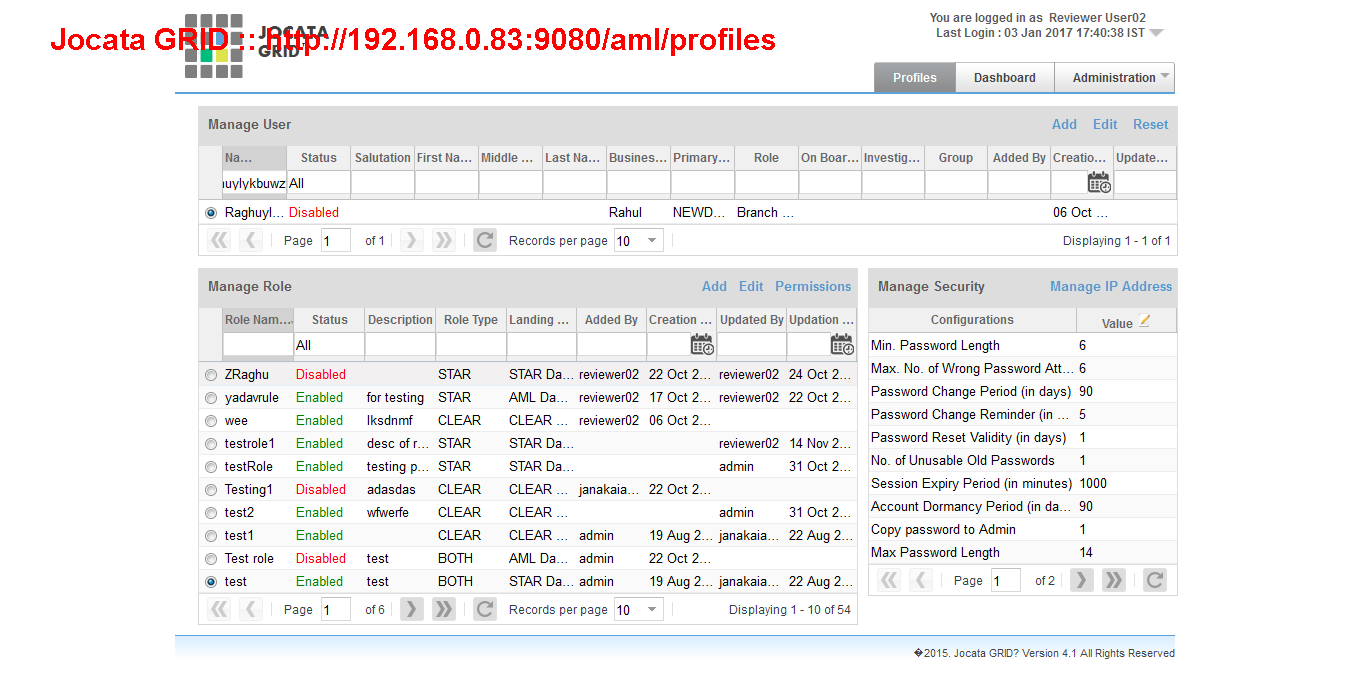 You are logged in as Reviewer User02
Last Login : 03 Jan 2017 17:40:38 IST
JOCATA
GRID
Jocata GRID :: http://192.168.0.83:9080/aml/profiles
Profiles Dashboard Administration
Manage User Add Edit Reset
Na... Status Salutation First Na... Middle ... Last Na... Busines... Primary... Role On Boar... Investig... Group Added By Creatio... Update...
uylykbuwz All
Raghuyl... Disabled Rahul NEWD... Branch ... 06 Oct ...
Page 1 of 1 Records per page 10 Displaying 1 - 1 of 1
Manage Role Add Edit Permissions
Role Nam... Status Description Role Type Landing ... Added By Creation ... Updated By Updation ...
All
ZRaghu Disabled STAR STAR Da... reviewer02 22 Oct 2... reviewer02 24 Oct 2...
yadavrule Enabled for testing STAR AML Da... reviewer02 17 Oct 2... reviewer02 22 Oct 2...
wee Enabled lksdnmf CLEAR CLEAR ... reviewer02 06 Oct 2...
testrole1 Enabled desc of r... STAR STAR Da... reviewer02 14 Nov 2...
testRole Enabled testing p... STAR STAR Da... admin 31 Oct 2...
Testing1 Disabled adasdas CLEAR CLEAR ... janakaia... 22 Oct 2...
test2 Enabled wfwerfe CLEAR CLEAR ... admin 31 Oct 2...
test1 Enabled CLEAR CLEAR ... admin 19 Aug 2... janakaia... 22 Aug 2...
Test role Disabled test BOTH AML Da... admin 22 Oct 2...
test Enabled test BOTH STAR Da... admin 19 Aug 2... janakaia... 22 Aug 2...
Page 1 of 6 Records per page 10 Displaying 1 - 10 of 54
Manage Security Manage IP Address
Configurations Value
Min. Password Length 6
Max. No. of Wrong Password Att... 6
Password Change Period (in days) 90
Password Change Reminder (in ... 5
Password Reset Validity (in days) 1
No. of Unusable Old Passwords 1
Session Expiry Period (in minutes) 1000
Account Dormancy Period (in da... 90
Copy password to Admin 1
Max Password Length 14
Page 1 of 2
�2015. Jocata GRID? Version 4.1 All Rights Reserved